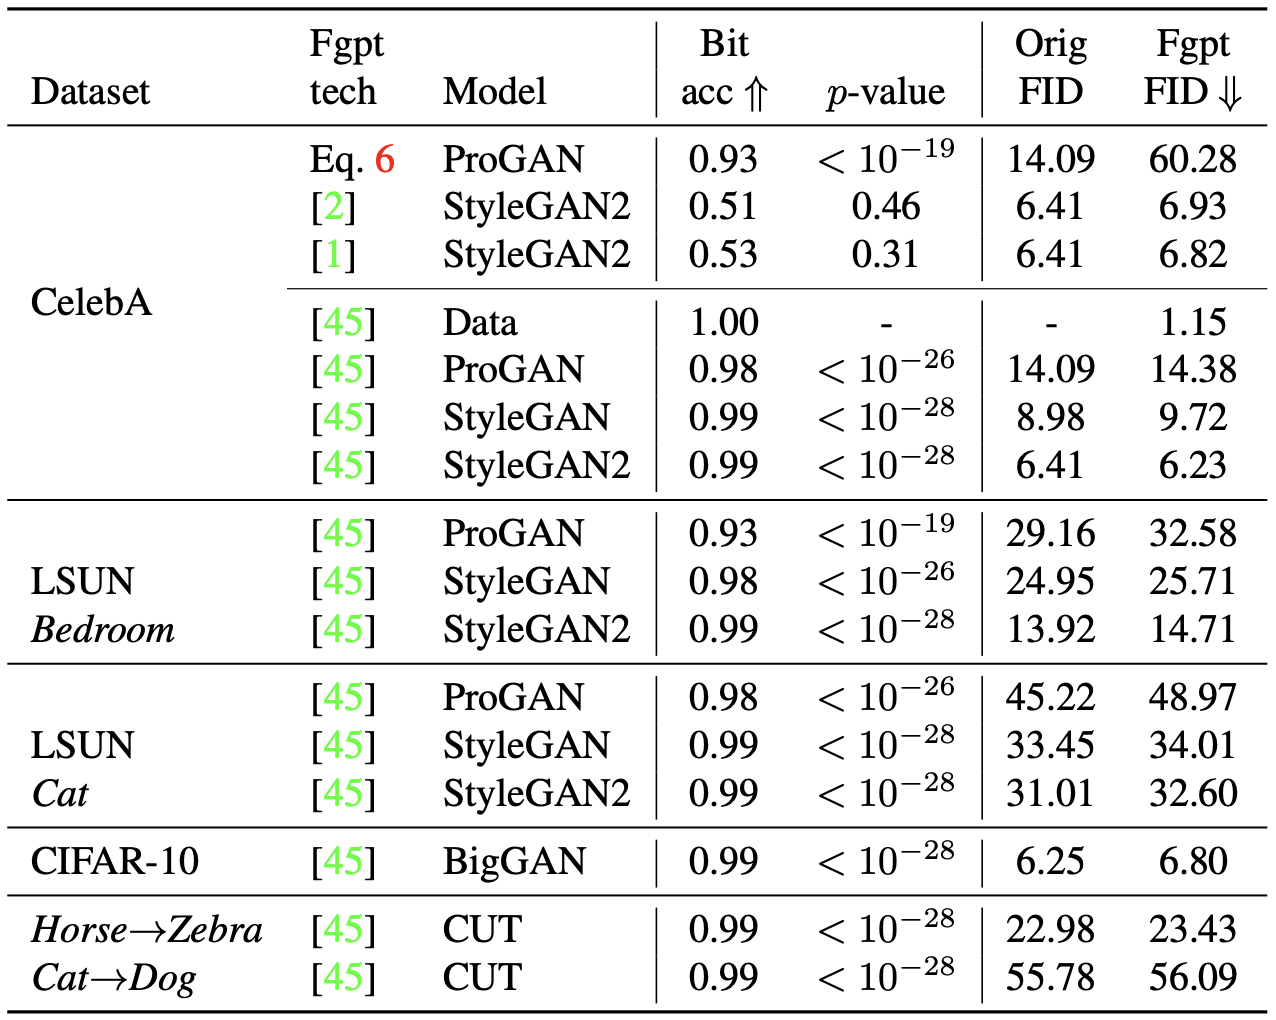 Fgpt Bit Orig Fgpt
Dataset tech Model acc ⇑ p-value FID FID ⇓
Eq. 6 ProGAN 0.93 < 10⁻¹⁹ 14.09 60.28
[2] StyleGAN2 0.51 0.46 6.41 6.93
[1] StyleGAN2 0.53 0.31 6.41 6.82
CelebA
[45] Data 1.00 - - 1.15
[45] ProGAN 0.98 < 10⁻²⁶ 14.09 14.38
[45] StyleGAN 0.99 < 10⁻²⁸ 8.98 9.72
[45] StyleGAN2 0.99 < 10⁻²⁸ 6.41 6.23
[45] ProGAN 0.93 < 10⁻¹⁹ 29.16 32.58
LSUN [45] StyleGAN 0.98 < 10⁻²⁶ 24.95 25.71
Bedroom [45] StyleGAN2 0.99 < 10⁻²⁸ 13.92 14.71
[45] ProGAN 0.98 < 10⁻²⁶ 45.22 48.97
LSUN [45] StyleGAN 0.99 < 10⁻²⁸ 33.45 34.01
Cat [45] StyleGAN2 0.99 < 10⁻²⁸ 31.01 32.60
CIFAR-10 [45] BigGAN 0.99 < 10⁻²⁸ 6.25 6.80
Horse→Zebra [45] CUT 0.99 < 10⁻²⁸ 22.98 23.43
Cat→Dog [45] CUT 0.99 < 10⁻²⁸ 55.78 56.09